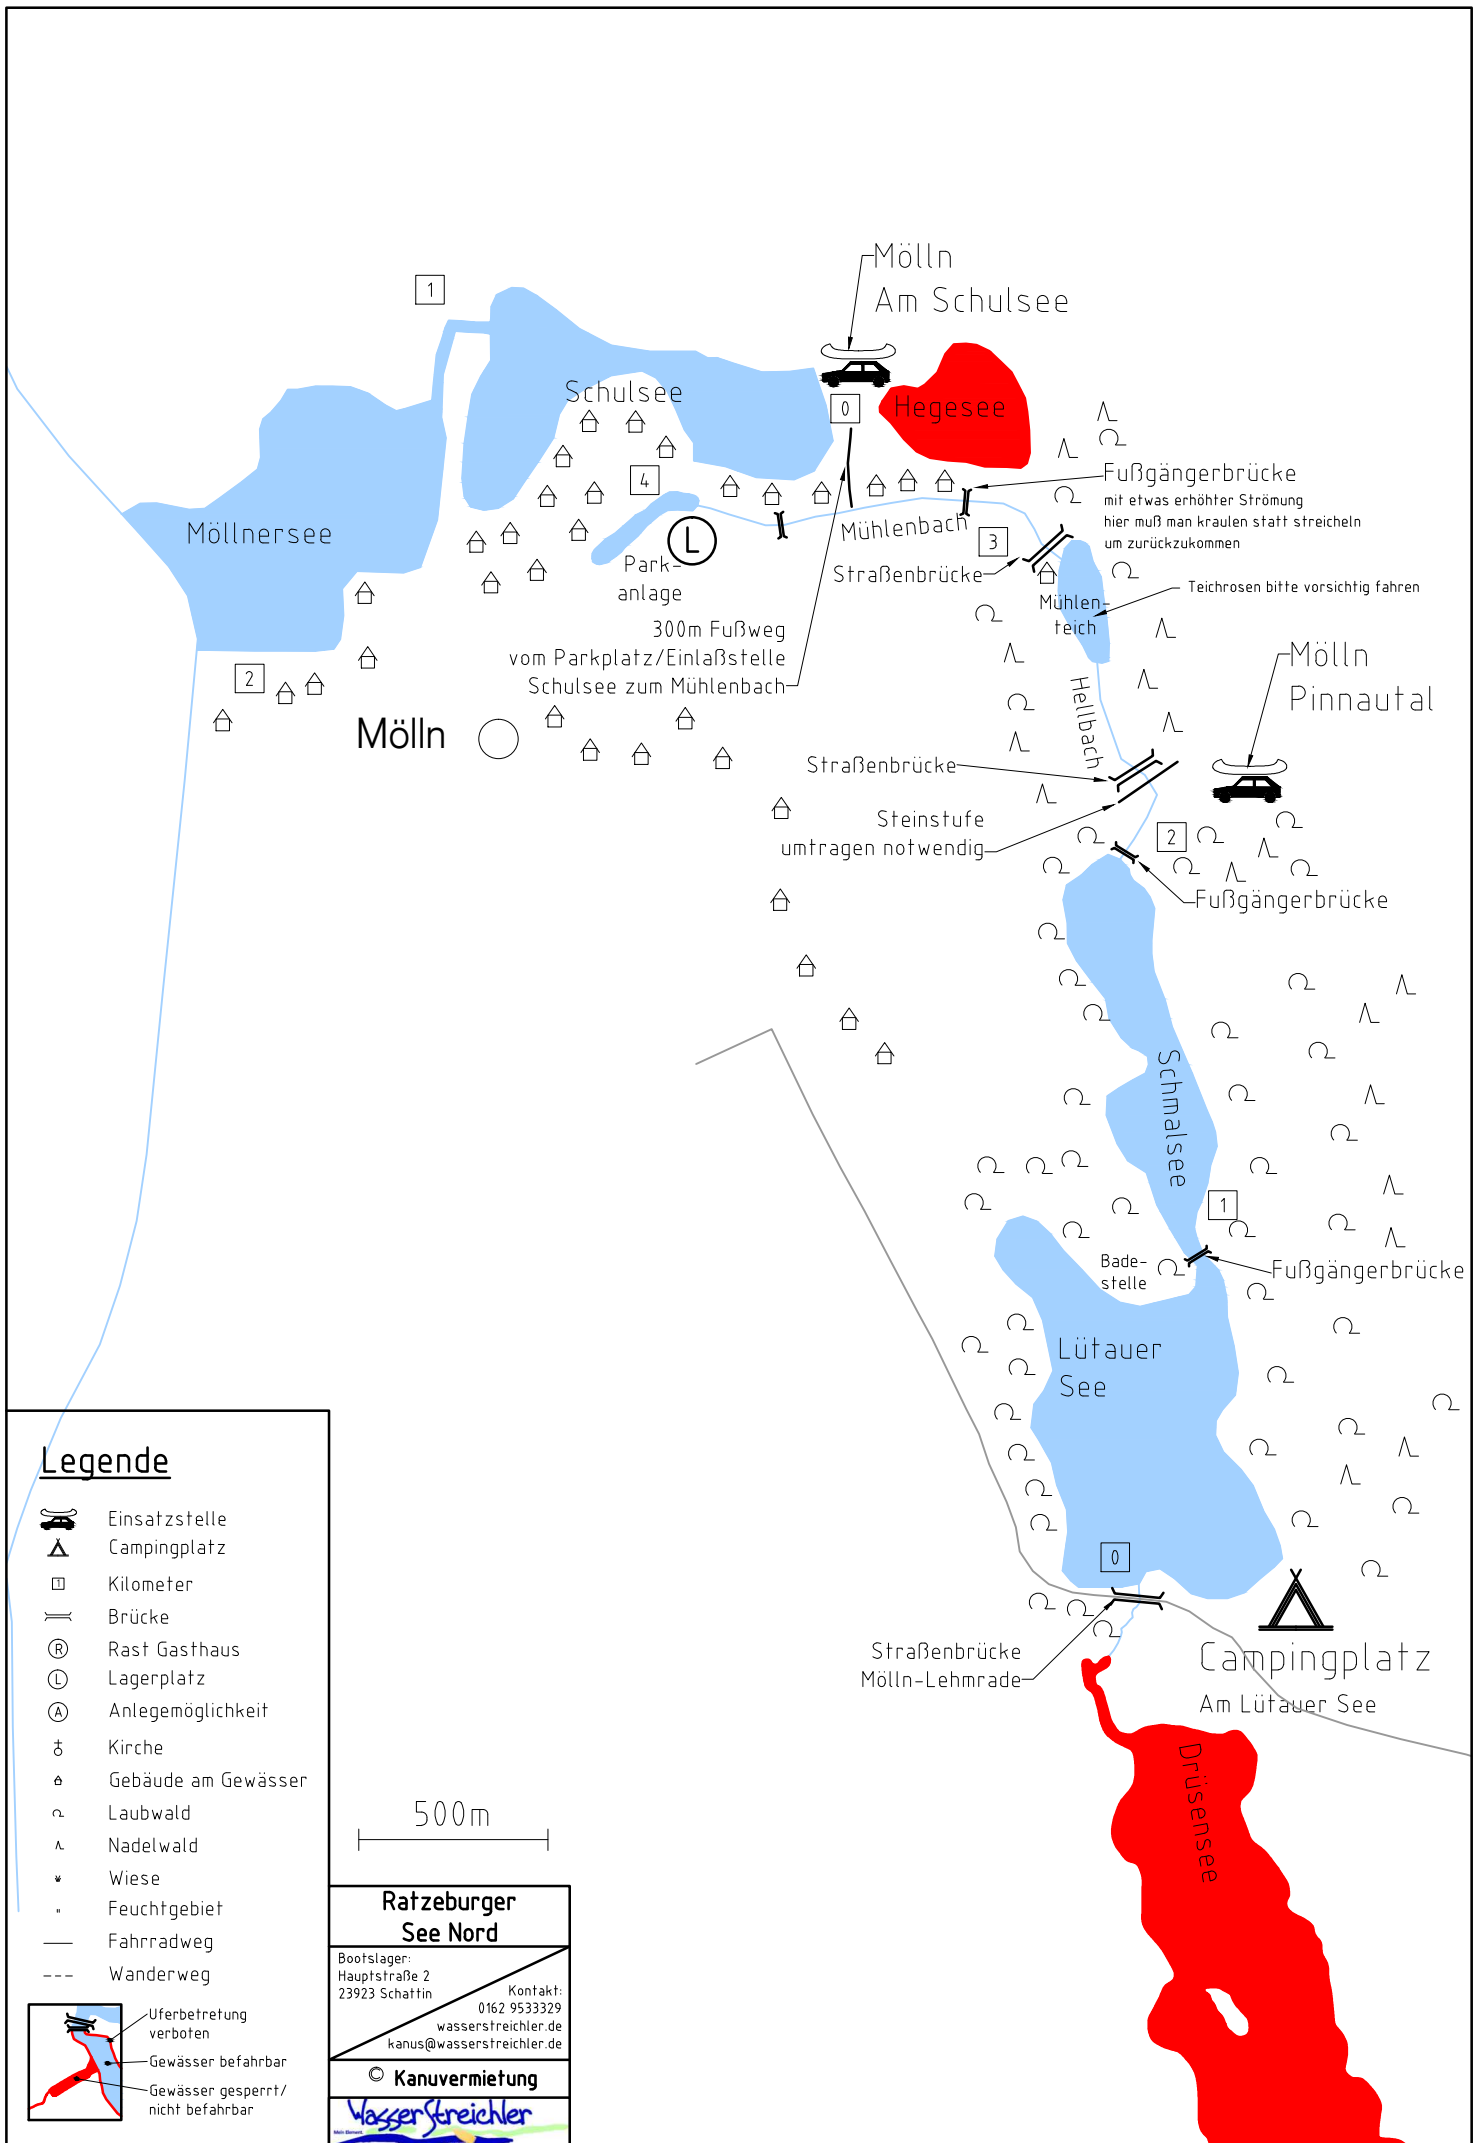 Mölln
Am Schulsee
1
Schulsee
0
Hegesee
4
Fußgängerbrücke
mit etwas erhöhter Strömung
hier muß man kraulen statt streicheln
um zurückzukommen
Möllnersee
L
Mühlenbach
3
Straßenbrücke
Park-
anlage
Teichrosen bitte vorsichtig fahren
Mühlen-
teich
300m Fußweg
vom Parkplatz/Einlaßstelle
Schulsee zum Mühlenbach
2
Mölln
Pinnautal
Hellbach
Mölln
Straßenbrücke
Steinstufe
umtragen notwendig
2
Fußgängerbrücke
Schmalsee
1
Bade-
stelle
Fußgängerbrücke
Lütauer
See
0
Straßenbrücke
Mölln-Lehmrade
Campingplatz
Am Lütauer See
Drüsensee
Legende
Einsatzstelle
Campingplatz
1 Kilometer
Brücke
R Rast Gasthaus
L Lagerplatz
A Anlegemöglichkeit
Kirche
Gebäude am Gewässer
Laubwald
Nadelwald
Wiese
Feuchtgebiet
Fahrradweg
Wanderweg
Uferbetretung
verboten
Gewässer befahrbar
Gewässer gesperrt/
nicht befahrbar
500m
Ratzeburger
See Nord
Bootslager:
Hauptstraße 2
23923 Schattin
Kontakt:
0162 9533329
wasserstreichler.de
kanus@wasserstreichler.de
© Kanuvermietung
WasserStreichler
Mein Element.